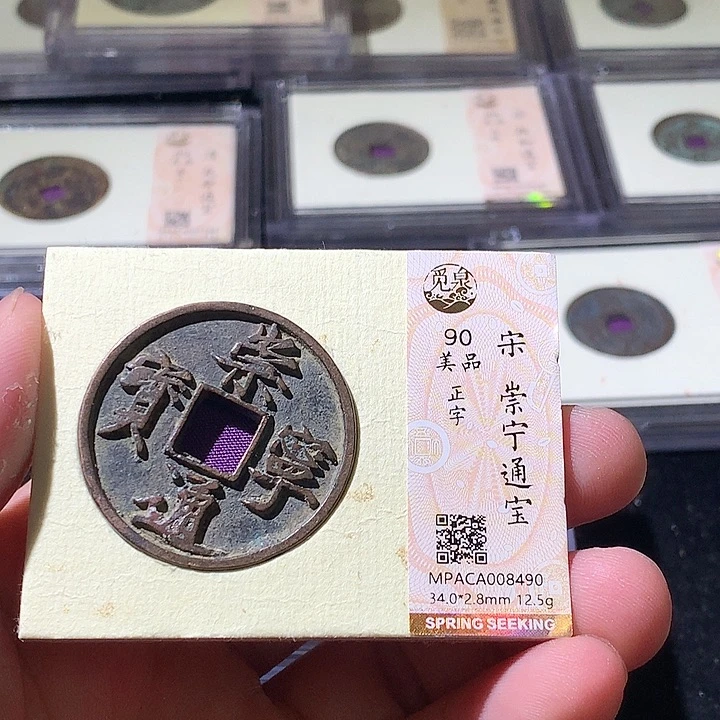 崇寧通寳
觅泉
90
美品
正字
宋 崇宁通宝
MPACA008490
34.0*2.8mm 12.5g
SPRING SEEKING